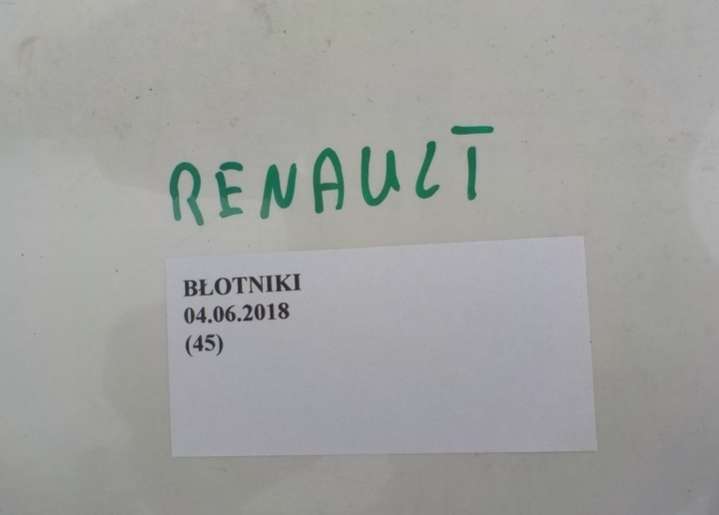 RENAULT
BŁOTNIKI
04.06.2018
(45)